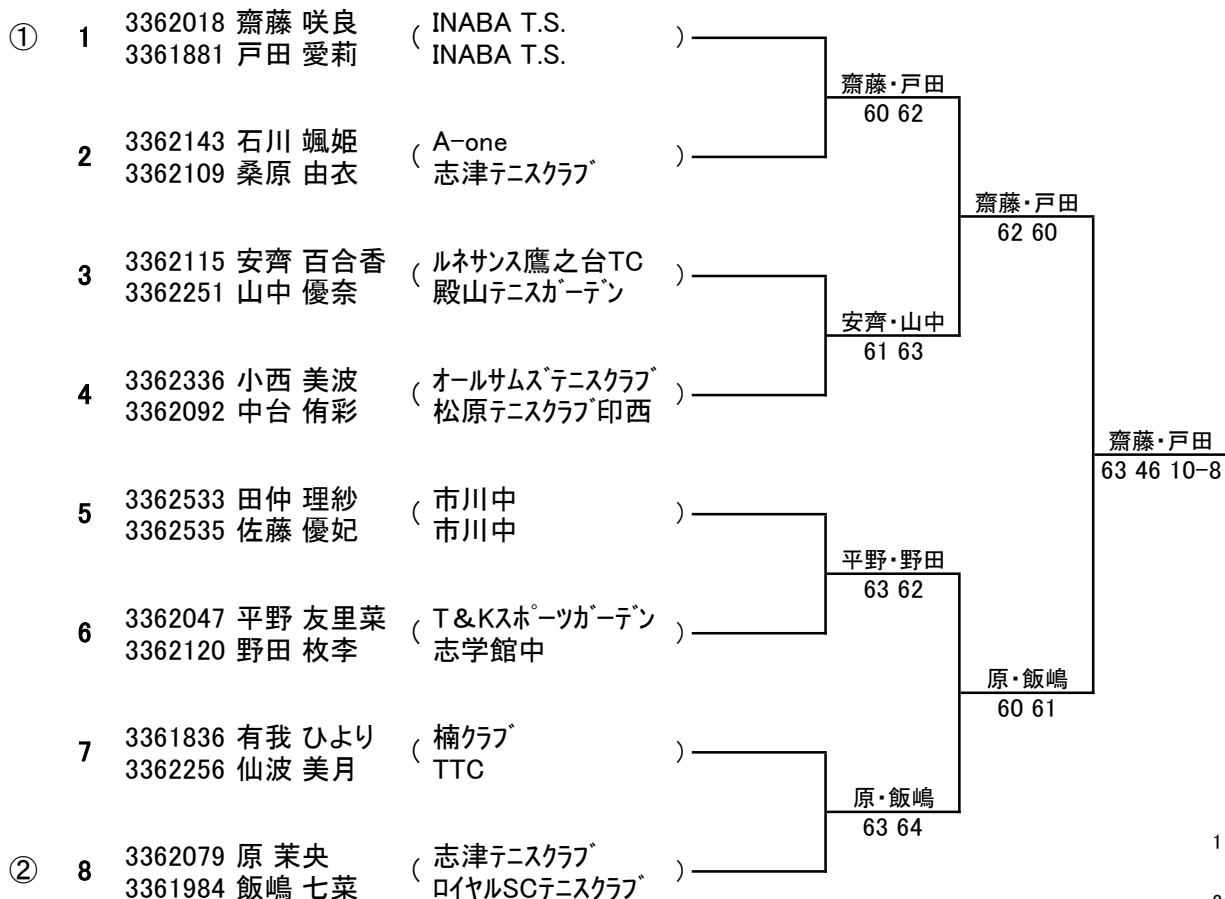 ① 1 3362018 齋藤 咲良 ( INABA T.S. )
3361881 戸田 愛莉 INABA T.S.
齋藤・戸田
60 62
2 3362143 石川 颯姫 ( A-one )
3362109 桑原 由衣 志津テニスクラブ
齋藤・戸田
62 60
3 3362115 安齊 百合香 ( ルネサンス鷹之台TC )
3362251 山中 優奈 殿山テニスガーデン
安齊・山中
61 63
4 3362336 小西 美波 ( オールサムズテニスクラブ )
3362092 中台 侑彩 松原テニスクラブ印西
齋藤・戸田
63 46 10-8
5 3362533 田仲 理紗 ( 市川中 )
3362535 佐藤 優妃 市川中
平野・野田
63 62
6 3362047 平野 友里菜 ( T&Kスポーツガーデン )
3362120 野田 枚李 志学館中
原・飯嶋
60 61
7 3361836 有我 ひより ( 楠クラブ )
3362256 仙波 美月 TTC
原・飯嶋
63 64
1
② 8 3362079 原 茉央 ( 志津テニスクラブ )
3361984 飯嶋 七菜 ロイヤルSCテニスクラブ